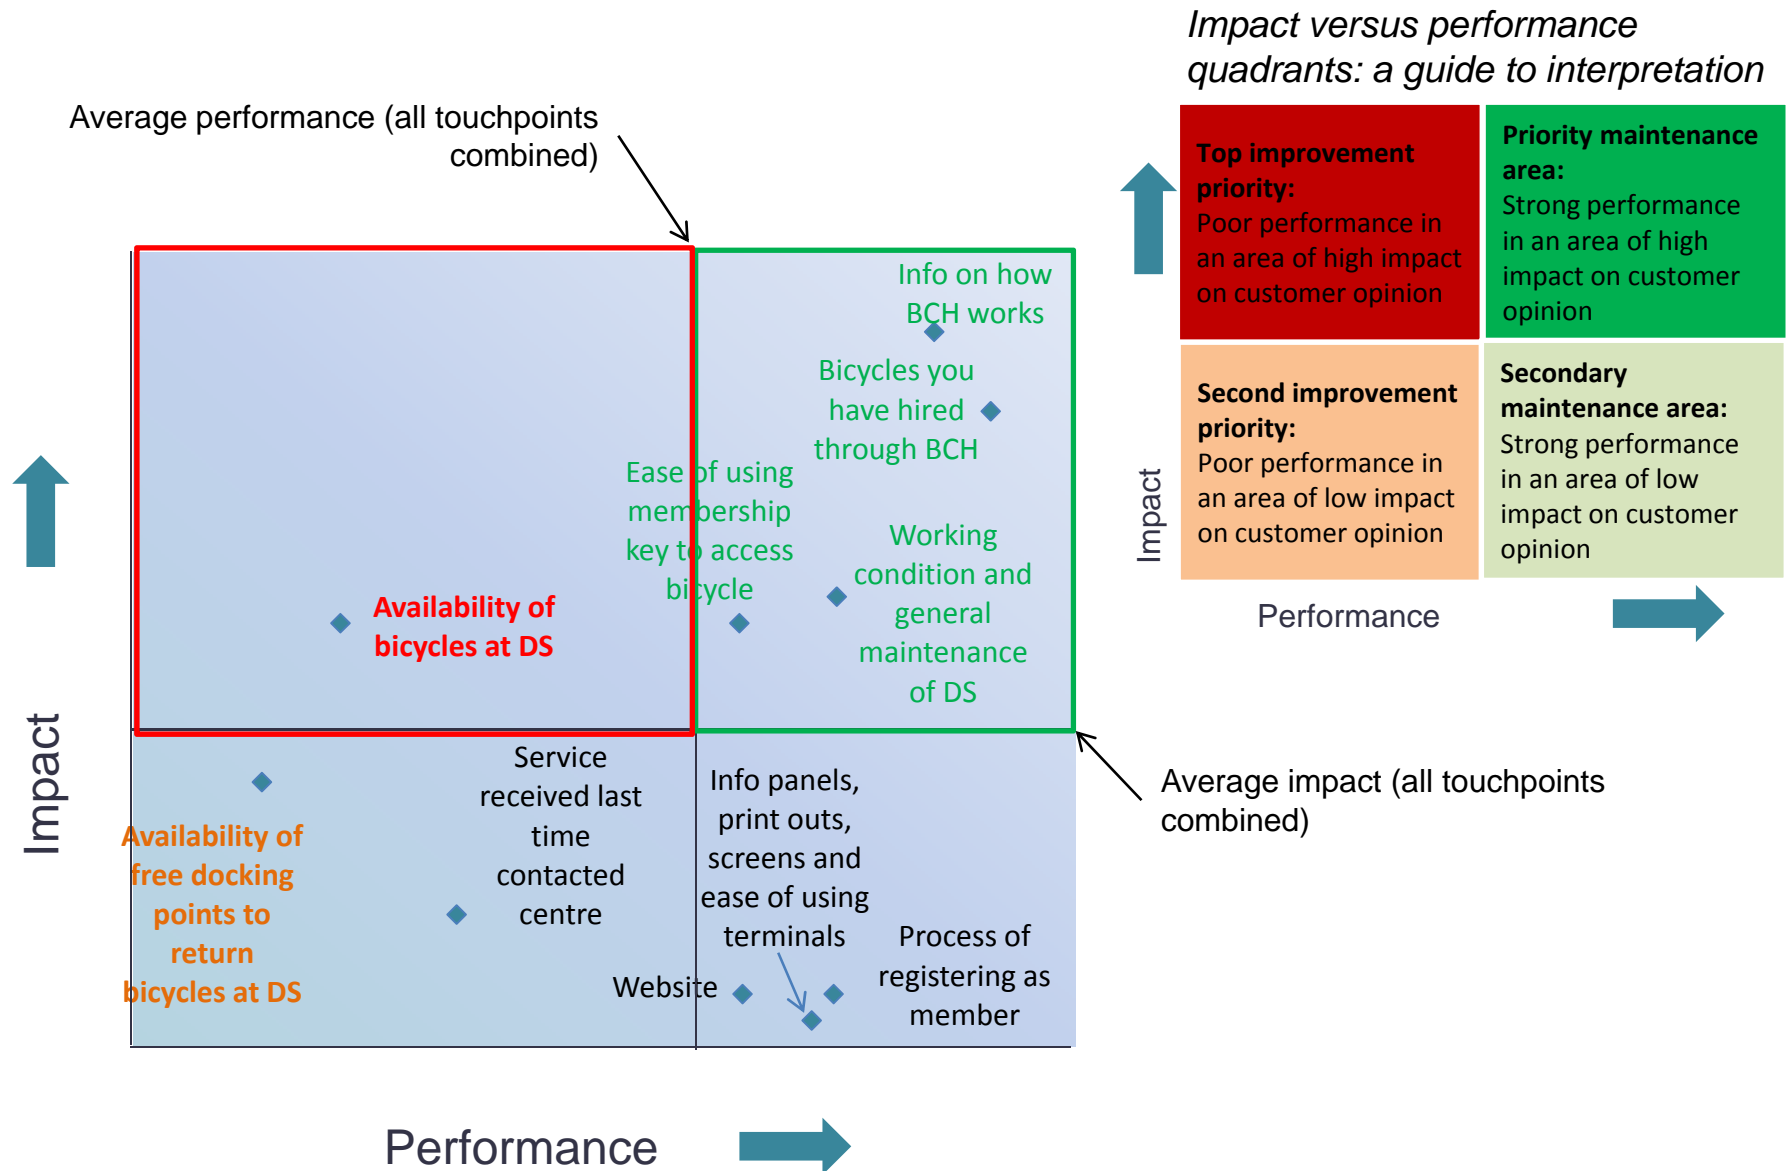 Impact versus performance
quadrants: a guide to interpretation
Average performance (all touchpoints
combined)
Top improvement
priority:
Poor performance in
an area of high impact
on customer opinion
Priority maintenance
area:
Strong performance
in an area of high
impact on customer
opinion
Second improvement
priority:
Poor performance in
an area of low impact
on customer opinion
Secondary
maintenance area:
Strong performance
in an area of low
impact on customer
opinion
Impact
Performance
Info on how
BCH works
Bicycles you
have hired
through BCH
Ease of using
membership
key to access
bicycle
Working
condition and
general
maintenance
of DS
Availability of
bicycles at DS
Impact
Service
received last
time
contacted
centre
Info panels,
print outs,
screens and
ease of using
terminals
Average impact (all touchpoints
combined)
Availability of
free docking
points to
return
bicycles at DS
Website
Process of
registering as
member
Performance